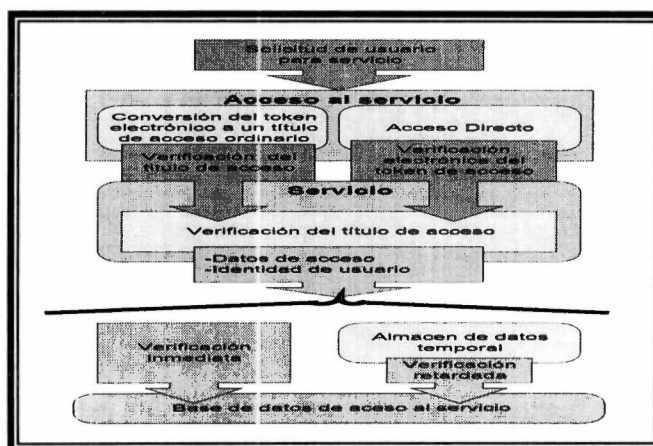 Solicitud de usuario
para servicio
Acceso al servicio
Conversión del token
electrónico a un título
de acceso ordinario
Acceso Directo
Verificación del
título de acceso
Verificación
electrónica del
token de acceso
Servicio
Verificación del título de acceso
-Datos de acceso
-Identidad de usuario
Verificación
inmediata
Almacen de datos
temporal
Verificación
retardada
Base de datos de aceso al servicio